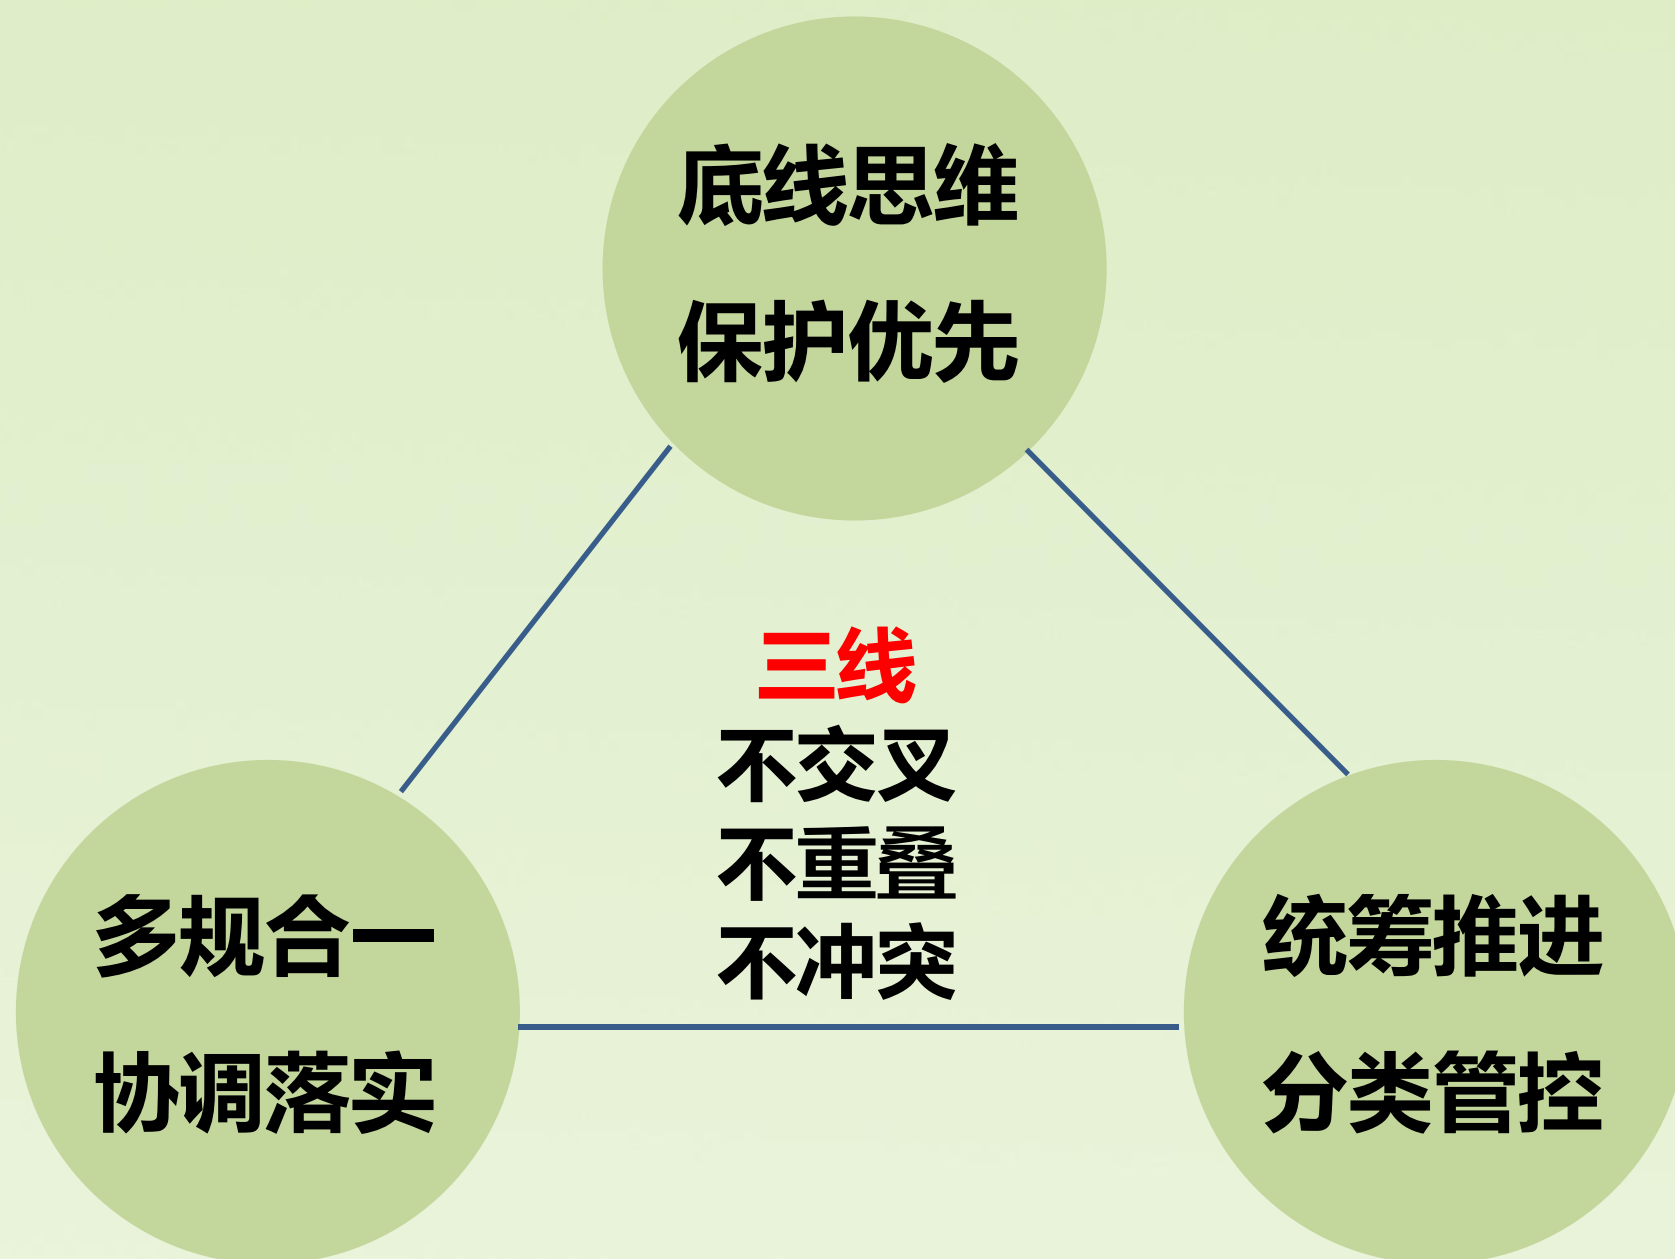 底线思维
保护优先
三线
不交叉
不重叠
不冲突
多规合一
协调落实
统筹推进
分类管控